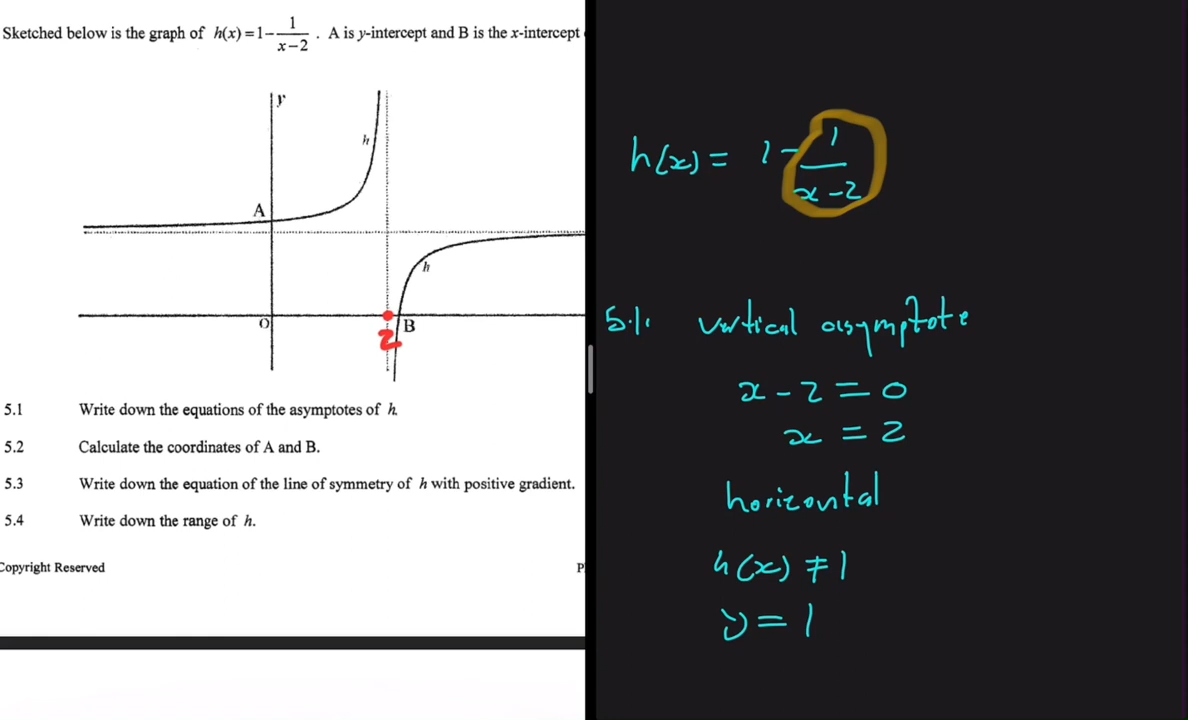 Sketched below is the graph of h(x)=1-\frac{1}{x-2} . A is y-intercept and B is the x-intercept
y
h
A
h
O
B
2
5.1 Write down the equations of the asymptotes of h.
5.2 Calculate the coordinates of A and B.
5.3 Write down the equation of the line of symmetry of h with positive gradient.
5.4 Write down the range of h.
Copyright Reserved
h(x) = 1 - \frac{1}{x-2}
5.1. vertical asymptote
x - 2 = 0
x = 2
horizontal
h(x) ≠ 1
y = 1